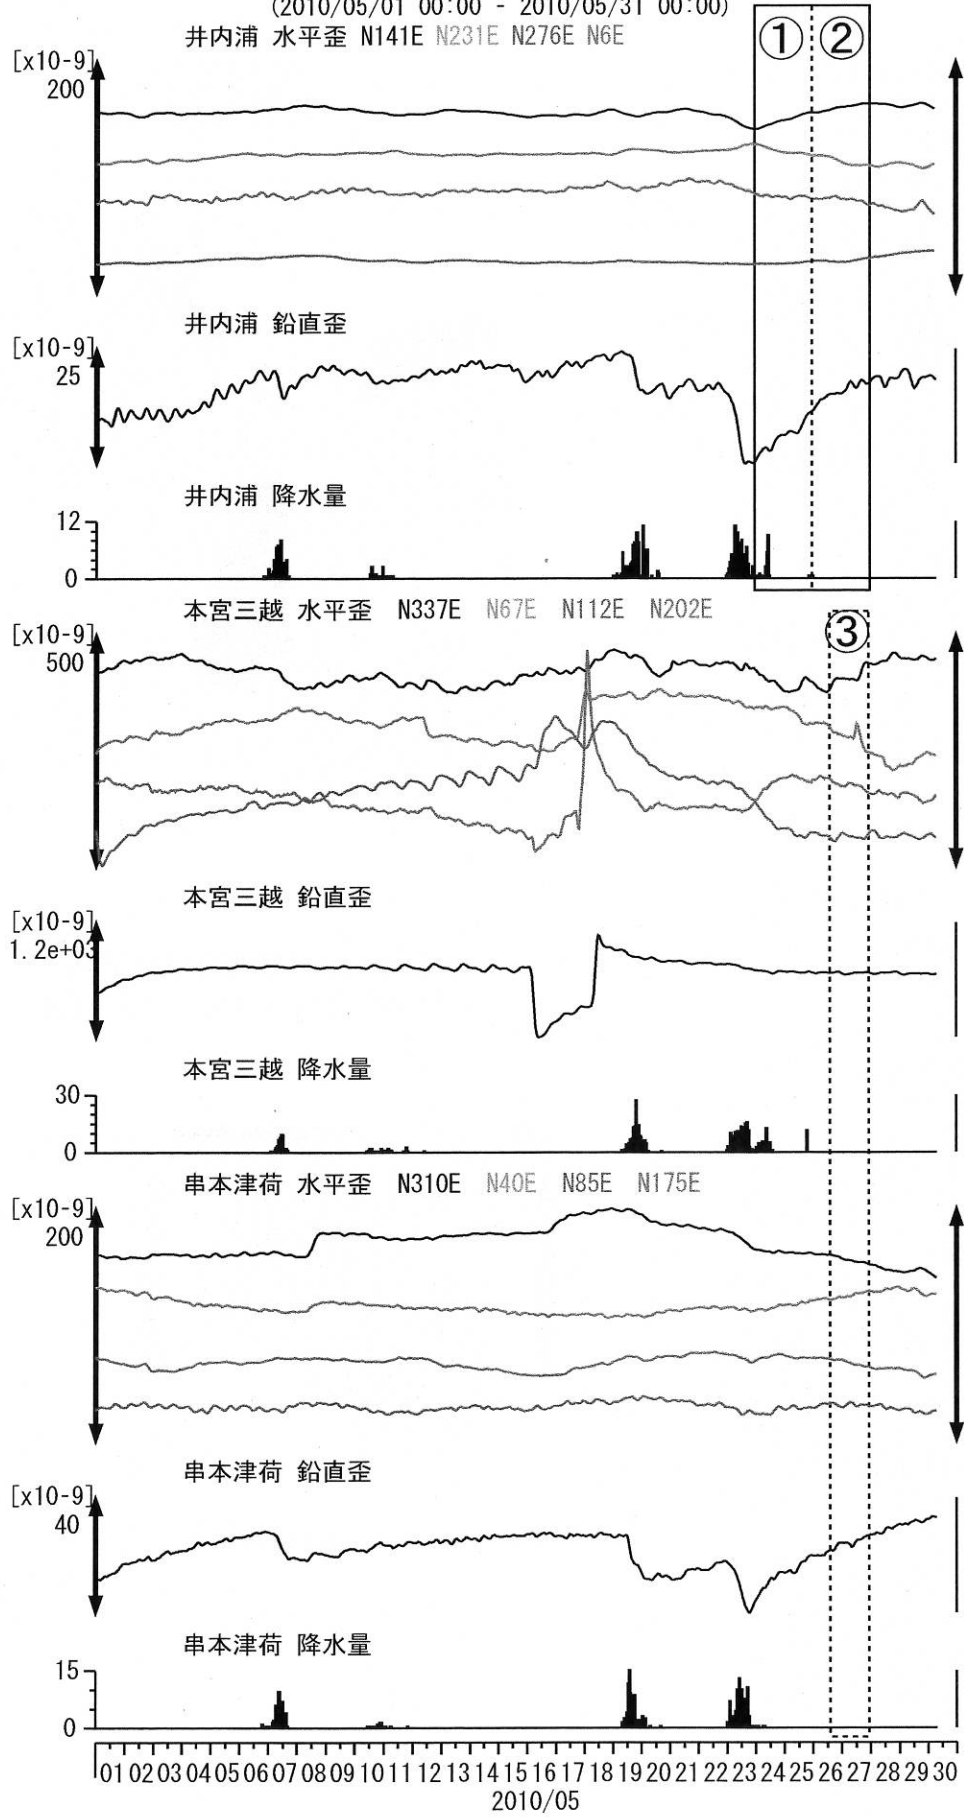 (2010/05/01 00:00 - 2010/05/31 00:00)
井内浦 水平歪 N141E N231E N276E N6E
① ②
[x10-9]
200
井内浦 鉛直歪
[x10-9]
25
井内浦 降水量
12
0
本宮三越 水平歪 N337E N67E N112E N202E
③
[x10-9]
500
本宮三越 鉛直歪
[x10-9]
1.2e+03
本宮三越 降水量
30
0
串本津荷 水平歪 N310E N40E N85E N175E
[x10-9]
200
串本津荷 鉛直歪
[x10-9]
40
串本津荷 降水量
15
0
01 02 03 04 05 06 07 08 09 10 11 12 13 14 15 16 17 18 19 20 21 22 23 24 25 26 27 28 29 30
2010/05